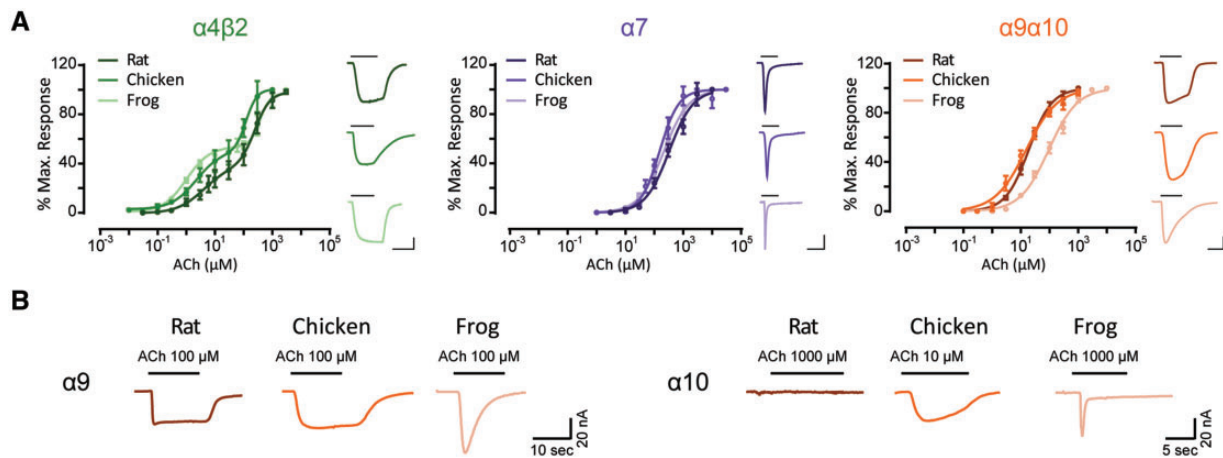 A
α4β2
% Max. Response
120
80
40
0
Rat
Chicken
Frog
10-3
10-1
101
103
105
ACh (μM)
α7
% Max. Response
120
80
40
0
Rat
Chicken
Frog
10-3
10-1
101
103
105
ACh (μM)
α9α10
% Max. Response
120
80
40
0
Rat
Chicken
Frog
10-3
10-1
101
103
105
ACh (μM)
B
α9
Rat
ACh 100 μM
Chicken
ACh 100 μM
Frog
ACh 100 μM
10 sec
20 nA
α10
Rat
ACh 1000 μM
Chicken
ACh 10 μM
Frog
ACh 1000 μM
5 sec
20 nA